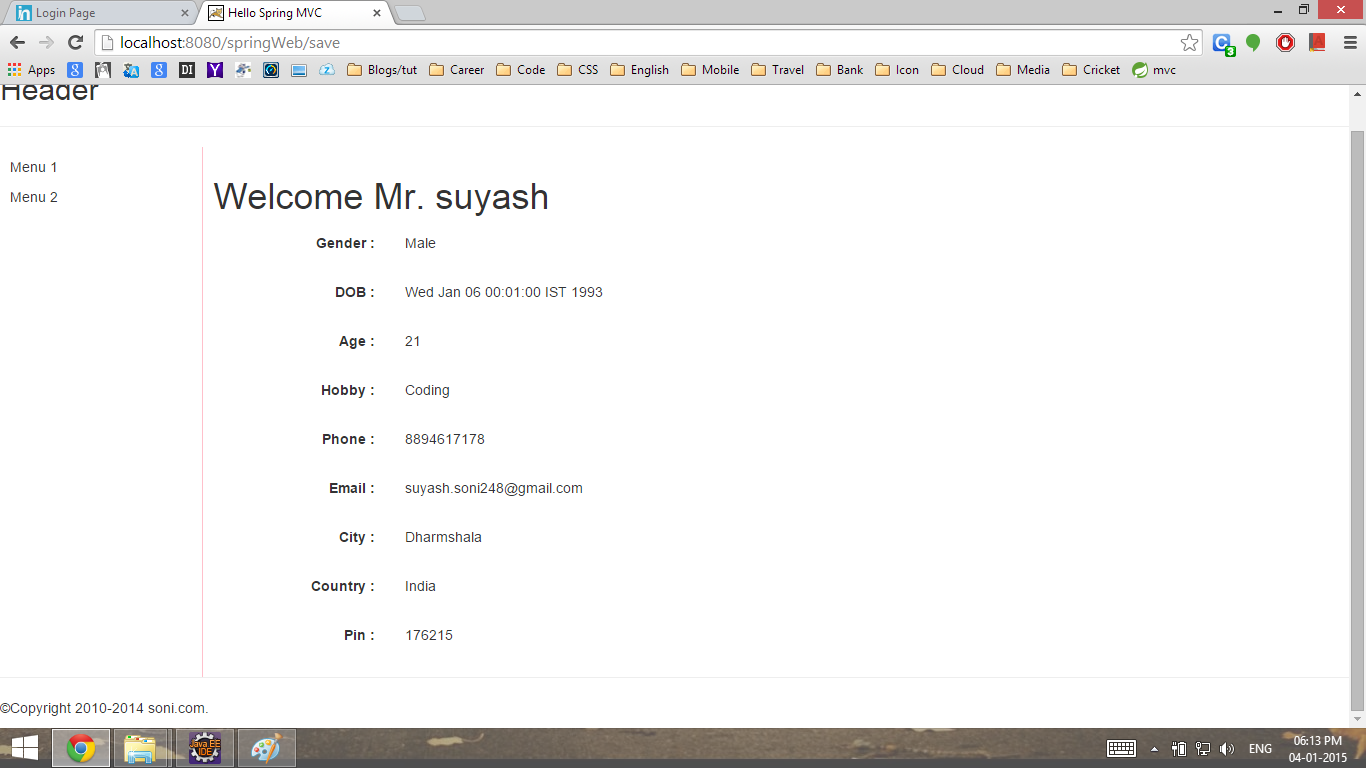 Login Page
Hello Spring MVC
localhost:8080/springWeb/save
Apps DI Blogs/tut Career Code CSS English Mobile Travel Bank Icon Cloud Media Cricket mvc
Header
Menu 1
Menu 2
Welcome Mr. suyash
Gender : Male
DOB : Wed Jan 06 00:01:00 IST 1993
Age : 21
Hobby : Coding
Phone : 8894617178
Email : suyash.soni248@gmail.com
City : Dharmshala
Country : India
Pin : 176215
©Copyright 2010-2014 soni.com.
Java EE
IDE
ENG
06:13 PM
04-01-2015